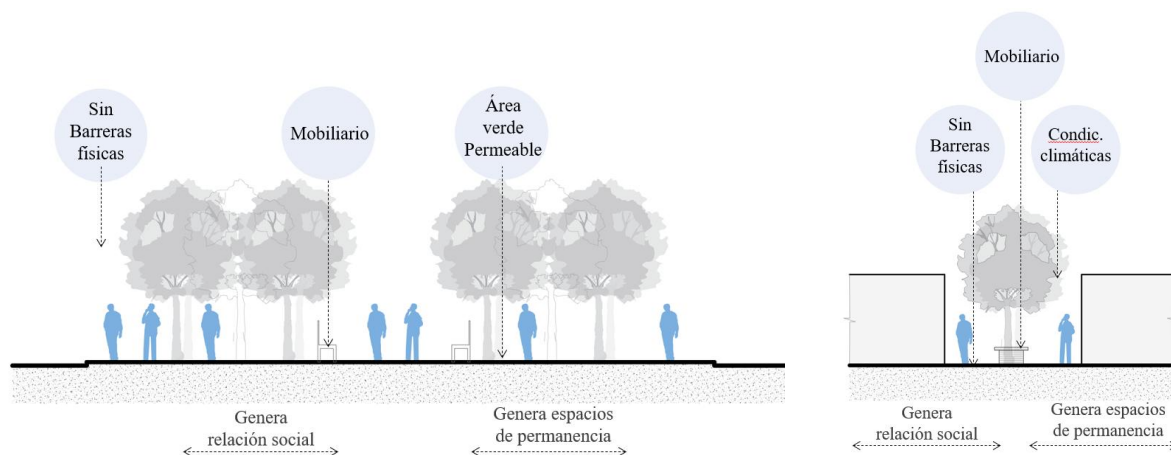 Sin
Barreras
físicas
Mobiliario
Área
verde
Permeable
Genera
relación social
Genera espacios
de permanencia
Mobiliario
Sin
Barreras
físicas
Condic.
climáticas
Genera
relación social
Genera espacios
de permanencia